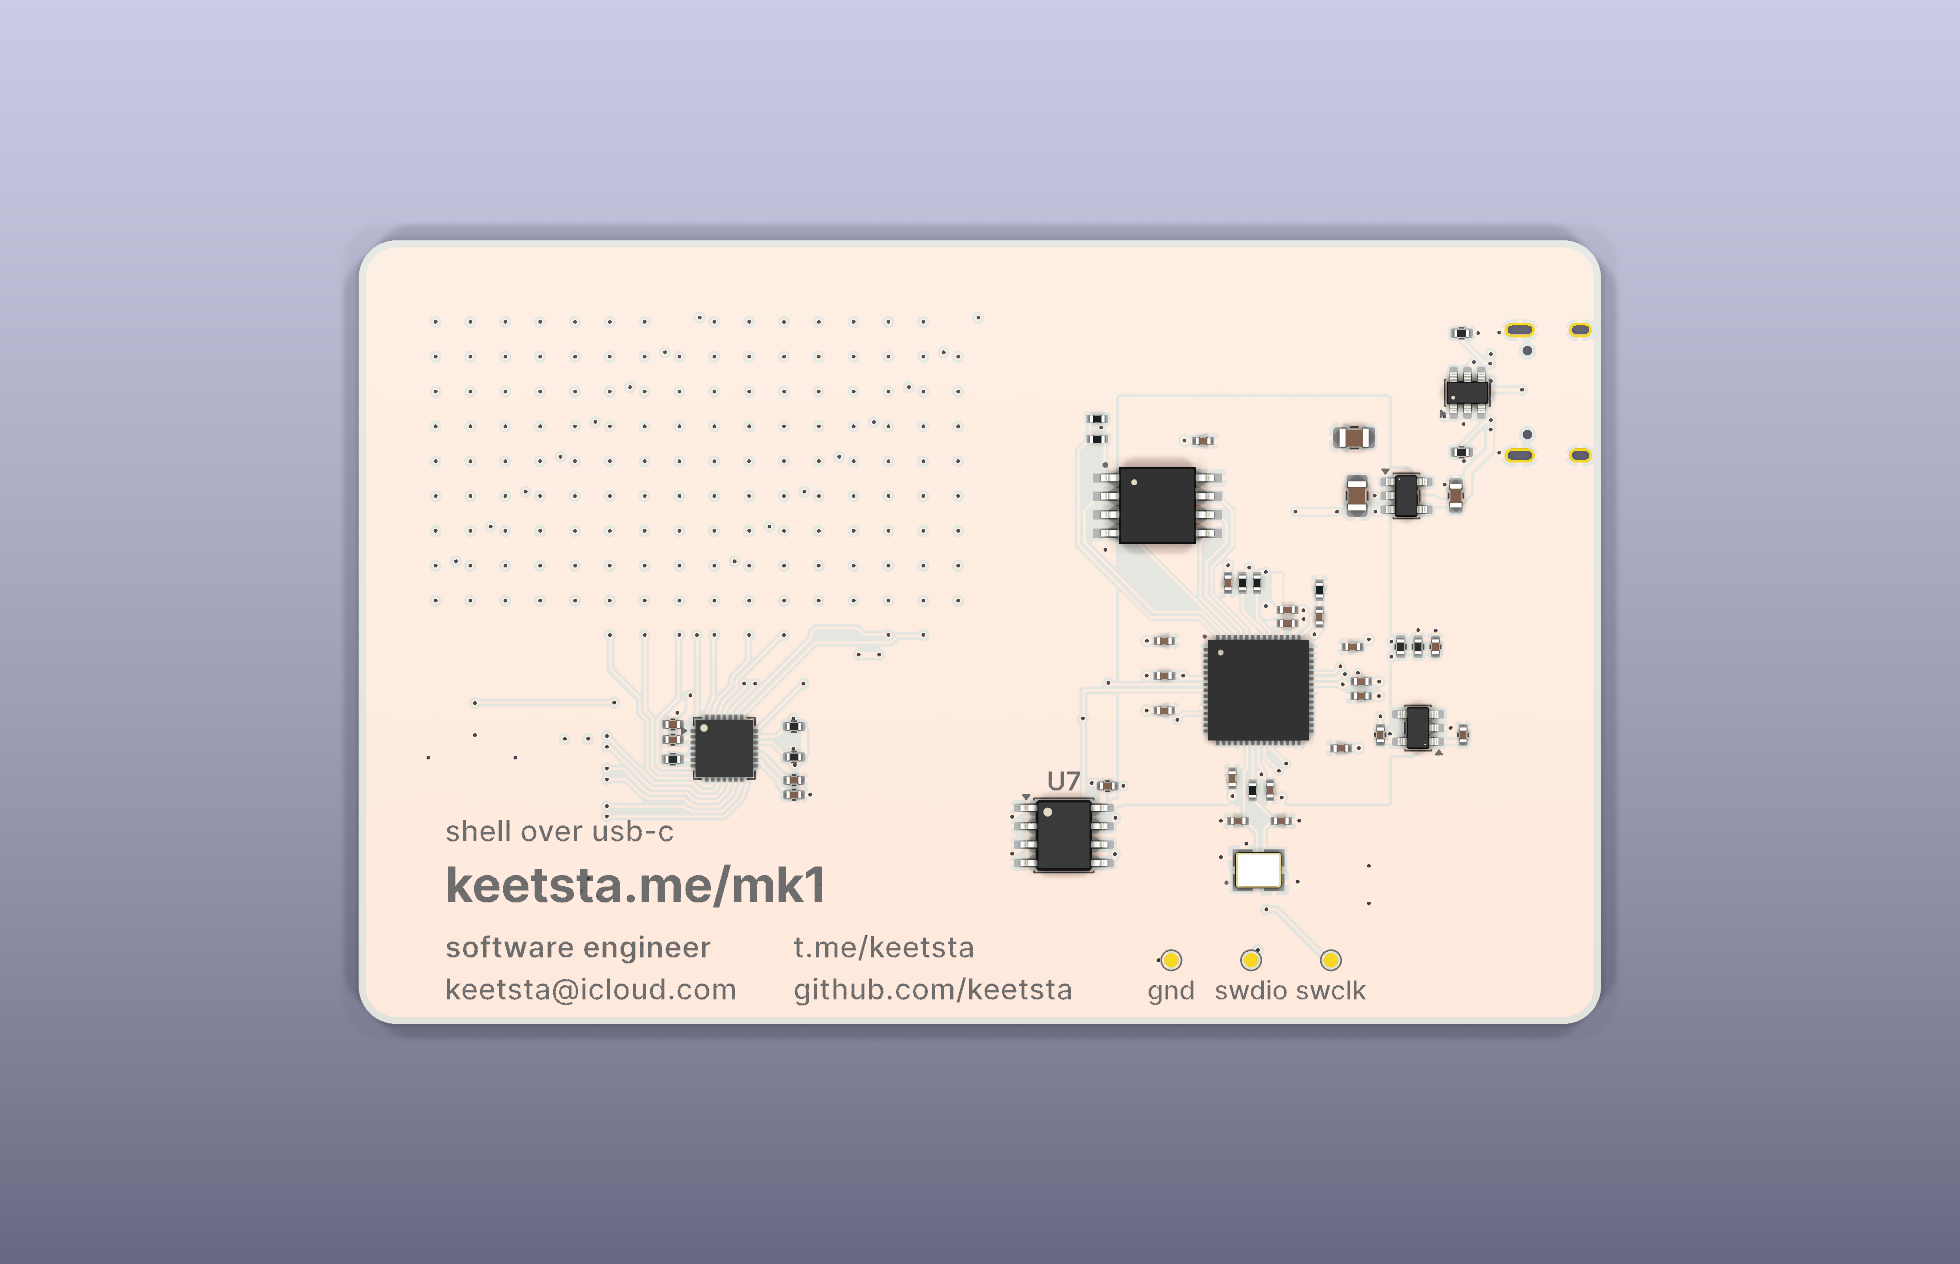 U7
shell over usb-c
keetsta.me/mk1
software engineer
t.me/keetsta
keetsta@icloud.com
github.com/keetsta
gnd
swdio
swclk